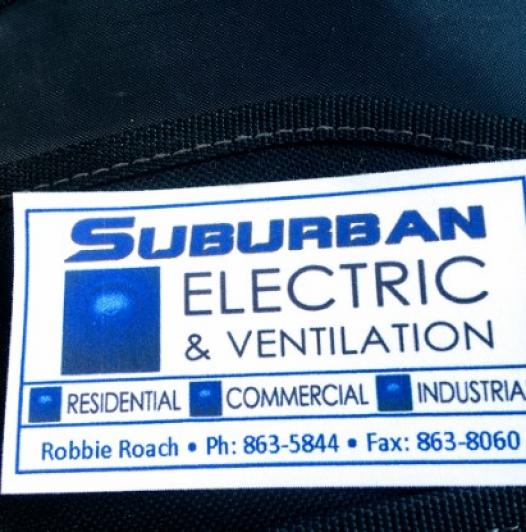 SUBURBAN
ELECTRIC
& VENTILATION
RESIDENTIAL COMMERCIAL INDUSTRIA
Robbie Roach • Ph: 863-5844 • Fax: 863-8060